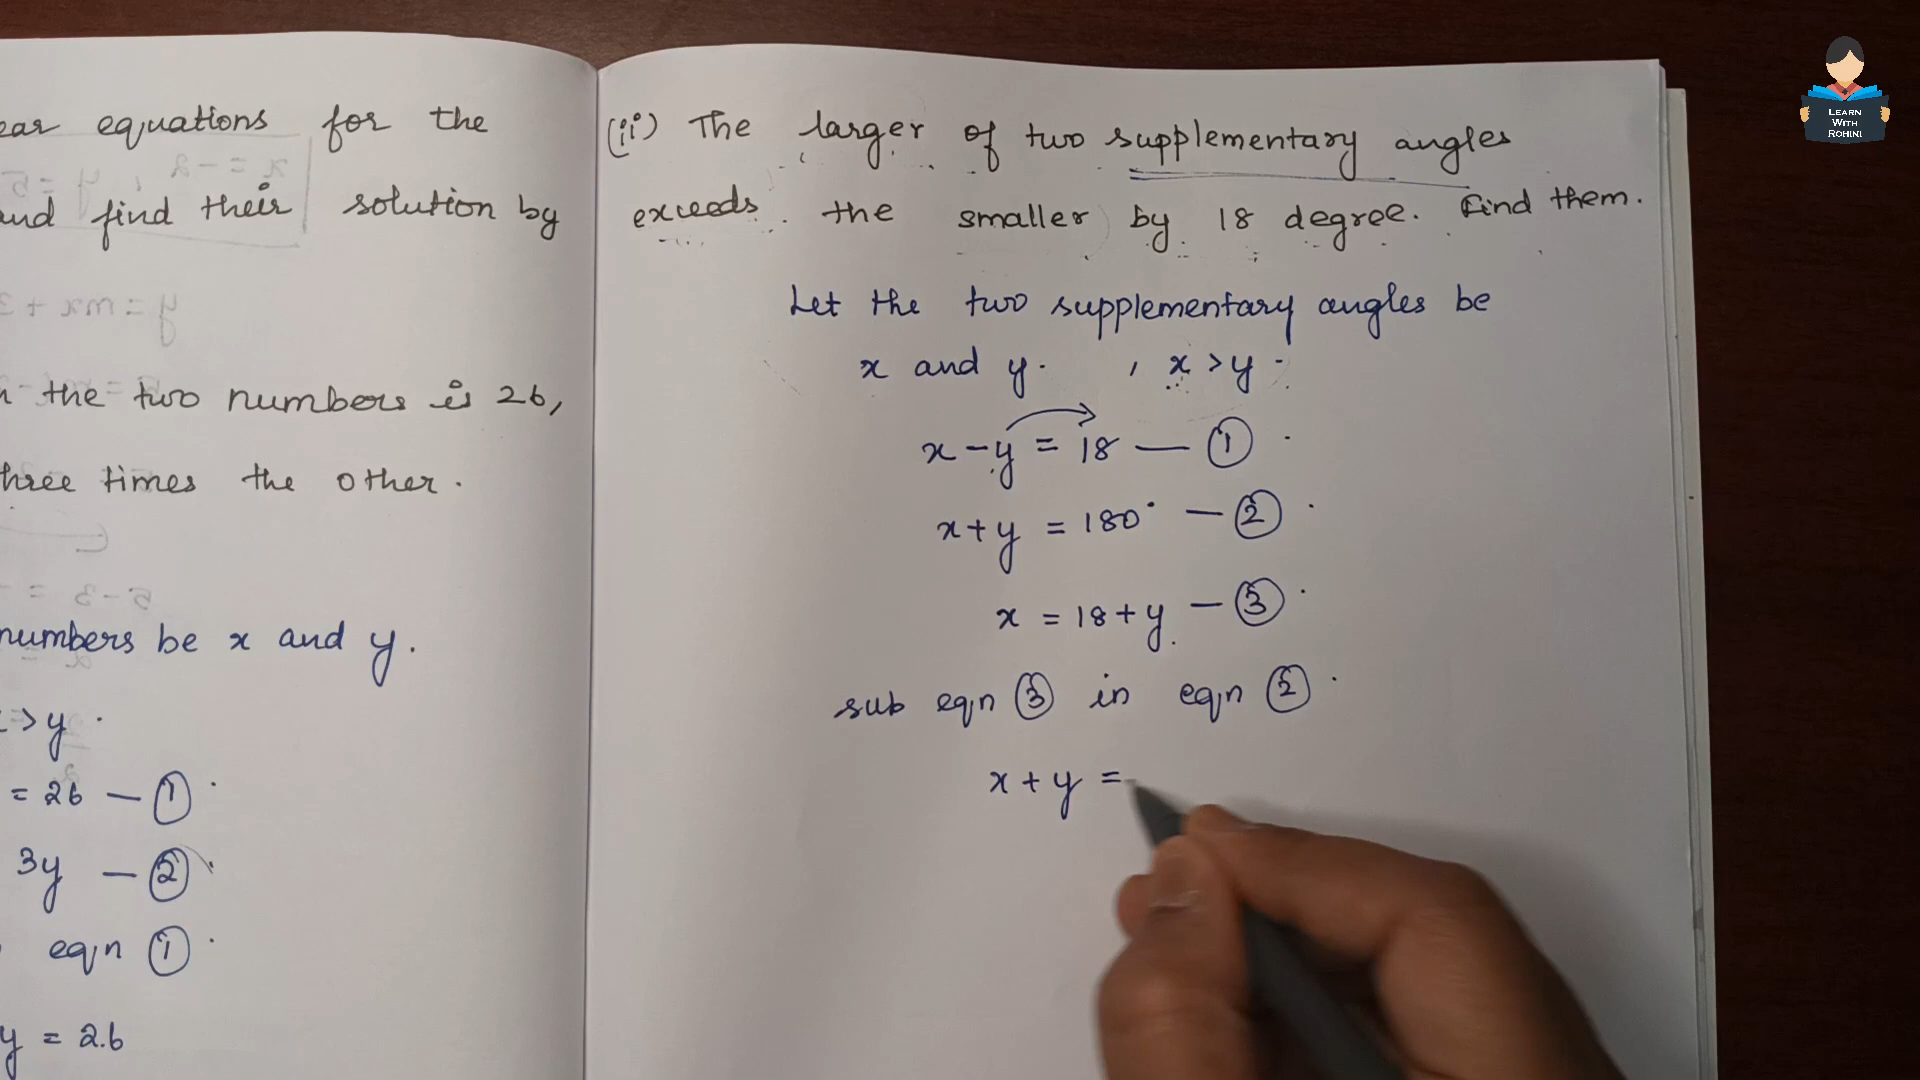 ear equations for the
and find their solution by
the two numbers is 26,
three times the other.
numbers be x and y.
> y.
= 26 — ①
3y — ②
eqn ①
y = 26
(ii) The larger of two supplementary angles
exceeds the smaller by 18 degree. Find them.
Let the two supplementary angles be
x and y. , x > y.
x - y = 18 — ①
x + y = 180° — ②
x = 18 + y — ③
sub eqn ③ in eqn ②
x + y =
LEARN
WITH
ROHINI